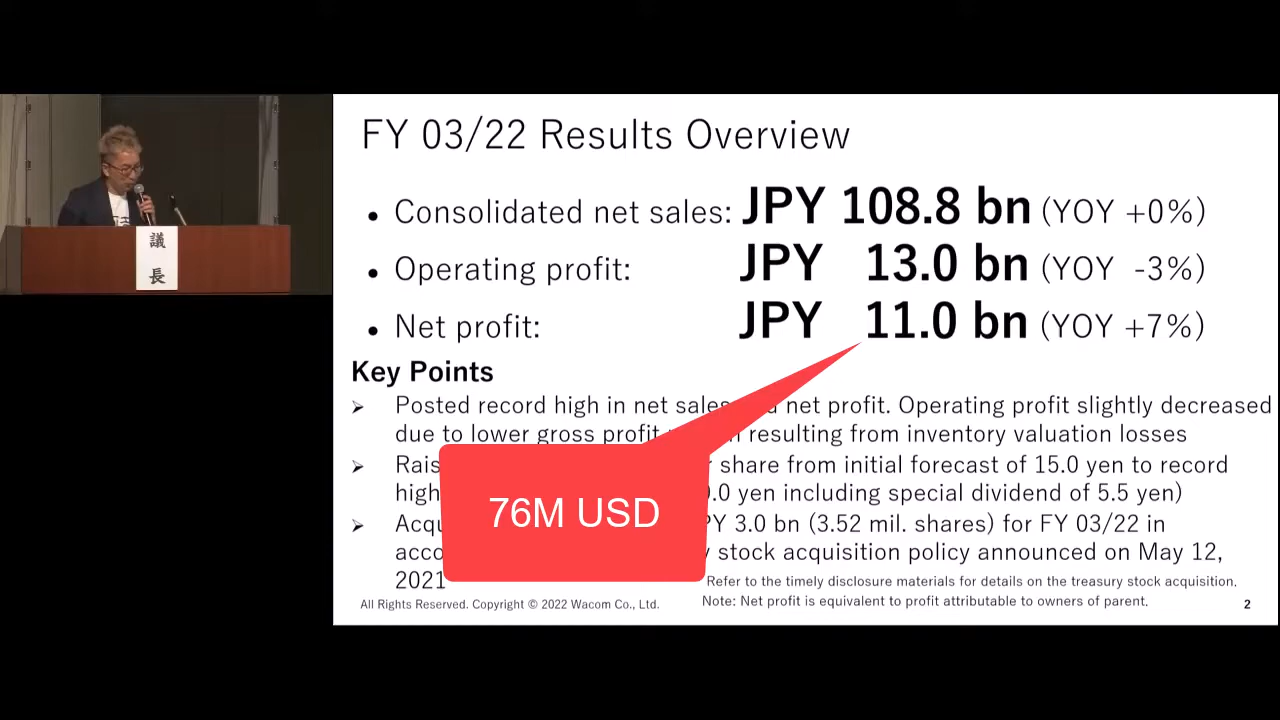 FY 03/22 Results Overview
• Consolidated net sales: JPY 108.8 bn (YOY +0%)
• Operating profit: JPY 13.0 bn (YOY -3%)
• Net profit: JPY 11.0 bn (YOY +7%)
Key Points
➢ Posted record high in net sales net profit. Operating profit slightly decreased
due to lower gross profit resulting from inventory valuation losses
➢ share from initial forecast of 15.0 yen to record
high yen including special dividend of 5.5 yen)
➢ 3.0 bn (3.52 mil. shares) for FY 03/22 in
stock acquisition policy announced on May 12,
2021
76M USD
Refer to the timely disclosure materials for details on the treasury stock acquisition.
Note: Net profit is equivalent to profit attributable to owners of parent.
All Rights Reserved. Copyright © 2022 Wacom Co., Ltd.
2
議
長